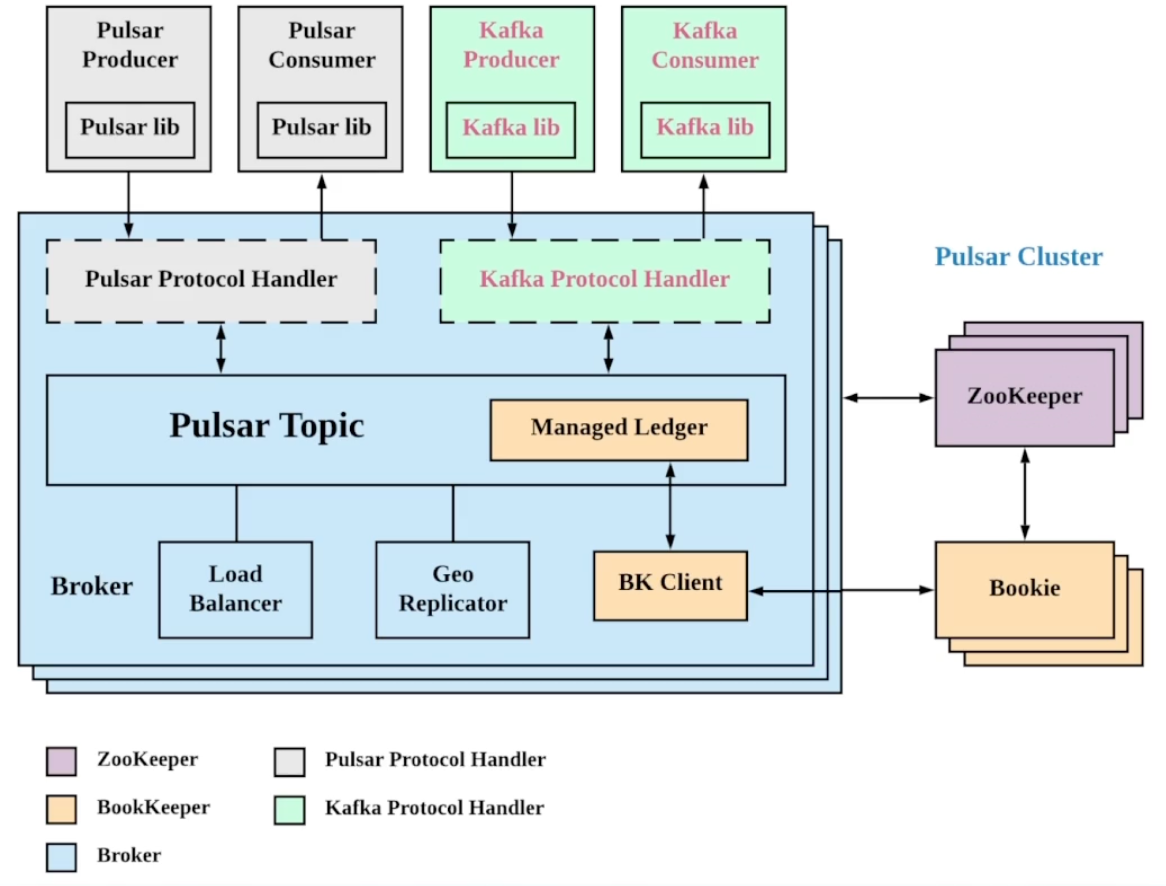 Pulsar
Producer
Pulsar lib
Pulsar
Consumer
Pulsar lib
Kafka
Producer
Kafka lib
Kafka
Consumer
Kafka lib
Pulsar Protocol Handler
Kafka Protocol Handler
Pulsar Cluster
Pulsar Topic
Managed Ledger
ZooKeeper
Broker
Load
Balancer
Geo
Replicator
BK Client
Bookie
ZooKeeper
Pulsar Protocol Handler
BookKeeper
Kafka Protocol Handler
Broker